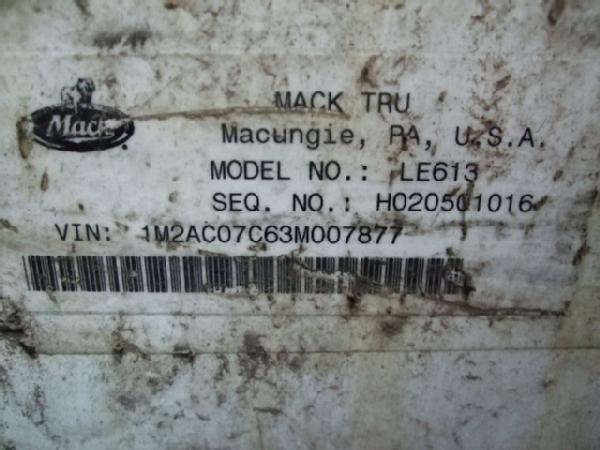 Mack
MACK TRU
Macungie, PA, U.S.A.
MODEL NO.: LE613
SEQ. NO.: H020501016
VIN: 1M2AC07C63M007877